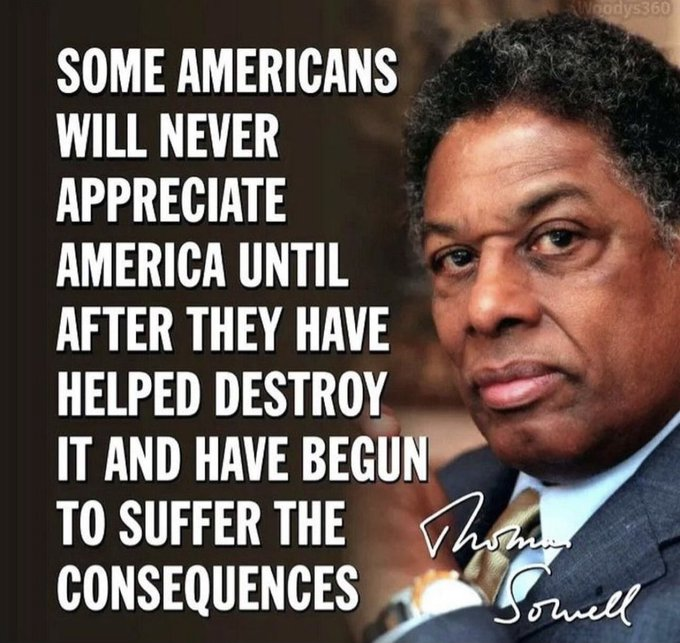 Woodys360
SOME AMERICANS
WILL NEVER
APPRECIATE
AMERICA UNTIL
AFTER THEY HAVE
HELPED DESTROY
IT AND HAVE BEGUN
TO SUFFER THE
CONSEQUENCES
Thomas
Sowell